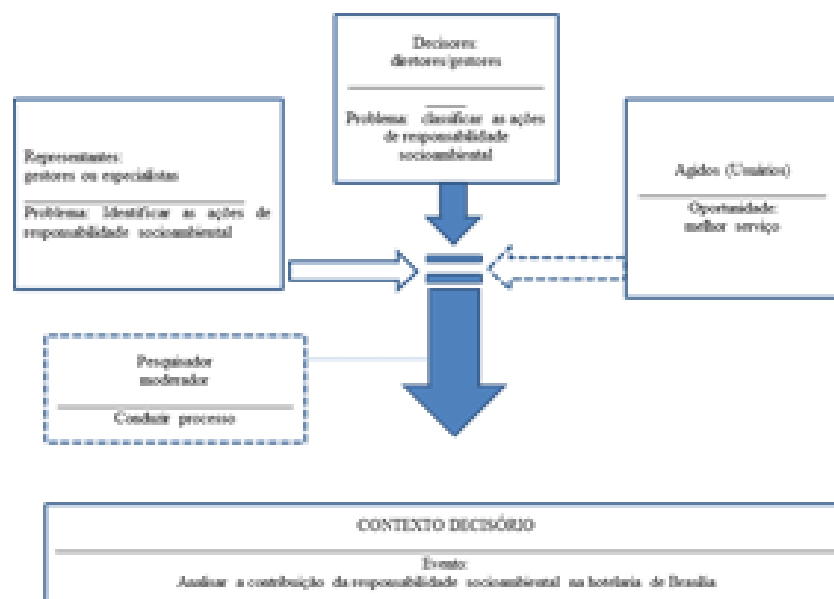 Decisores:
diretores/gestores
Problema: classificar as ações
de responsabilidade
socioambiental
Representantes:
gestores ou especialistas
Problema: Identificar as ações de
responsabilidade socioambiental
Agidos (Usuários)
Oportunidade:
melhor serviço
Pesquisador
moderador
Conduzir processo
CONTEXTO DECISÓRIO
Evento:
Analisar a contribuição da responsabilidade socioambiental na hotelaria de Brasília